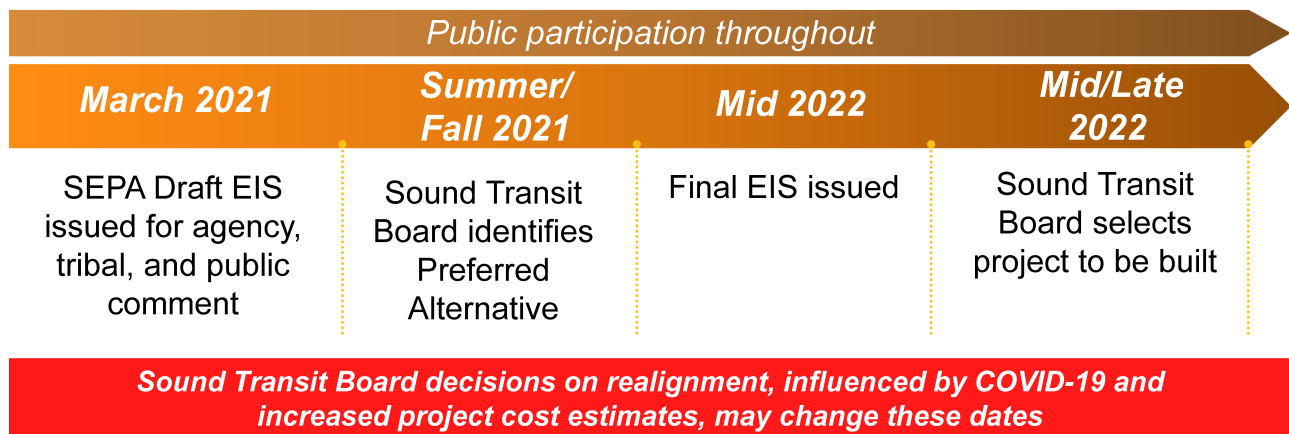 Public participation throughout
March 2021
Summer/
Fall 2021
Mid 2022
Mid/Late
2022
SEPA Draft EIS
issued for agency,
tribal, and public
comment
Sound Transit
Board identifies
Preferred
Alternative
Final EIS issued
Sound Transit
Board selects
project to be built
Sound Transit Board decisions on realignment, influenced by COVID-19 and
increased project cost estimates, may change these dates